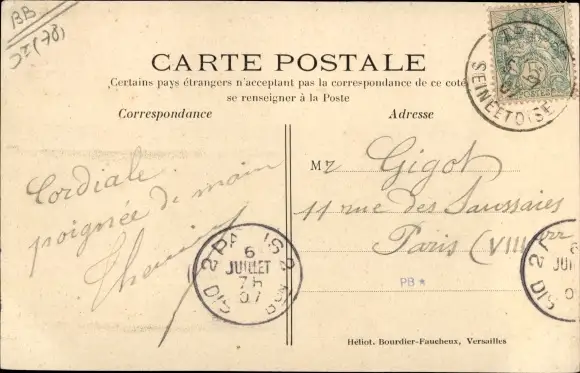 BB
CARTE POSTALE
Certains pays étrangers n'acceptant pas la correspondance de ce coté
se renseigner à la Poste
Correspondance
Adresse
SEINE ET OISE
Cordiale
poignée de main
Mr Gigot
11 rue des Saussaies
Paris (VIII
PB *
6
JUILLET
7H
07
DIS
Héliot. Bourdier-Faucheux, Versailles